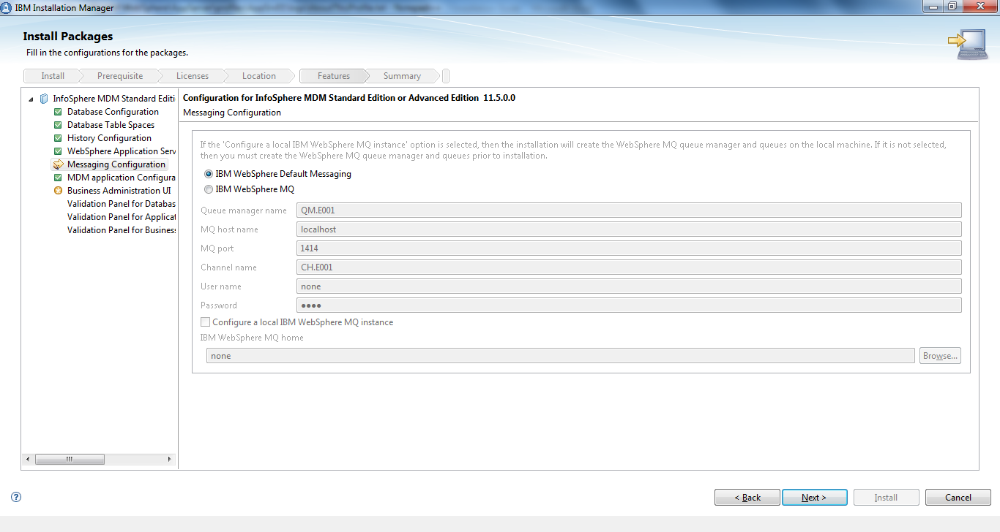 IBM Installation Manager
Install Packages
Fill in the configurations for the packages.
Install Prerequisite Licenses Location Features Summary
InfoSphere MDM Standard Editi
Database Configuration
Database Table Spaces
History Configuration
WebSphere Application Serv
Messaging Configuration
MDM application Configura
Business Administration UI
Validation Panel for Databas
Validation Panel for Applicat
Validation Panel for Business
Configuration for InfoSphere MDM Standard Edition or Advanced Edition 11.5.0.0
Messaging Configuration
If the 'Configure a local IBM WebSphere MQ instance' option is selected, then the installation will create the WebSphere MQ queue manager and queues on the local machine. If it is not selected,
then you must create the WebSphere MQ queue manager and queues prior to installation.
IBM WebSphere Default Messaging
IBM WebSphere MQ
Queue manager name QM.E001
MQ host name localhost
MQ port 1414
Channel name CH.E001
User name none
Password ●●●●
Configure a local IBM WebSphere MQ instance
IBM WebSphere MQ home
none Browse...
< Back Next > Install Cancel